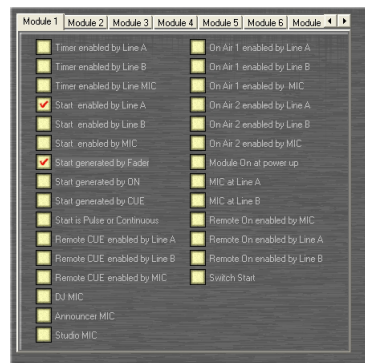 Module 1 Module 2 Module 3 Module 4 Module 5 Module 6 Module
Timer enabled by Line A
Timer enabled by Line B
Timer enabled by Line MIC
Start enabled by Line A
Start enabled by Line B
Start enabled by MIC
Start generated by Fader
Start generated by ON
Start generated by CUE
Start is Pulse or Continuous
Remote CUE enabled by Line A
Remote CUE enabled by Line B
Remote CUE enabled by MIC
DJ MIC
Announcer MIC
Studio MIC
On Air 1 enabled by Line A
On Air 1 enabled by Line B
On Air 1 enabled by MIC
On Air 2 enabled by Line A
On Air 2 enabled by Line B
On Air 2 enabled by MIC
Module On at power up
MIC at Line A
MIC at Line B
Remote On enabled by MIC
Remote On enabled by Line A
Remote On enabled by Line B
Switch Start